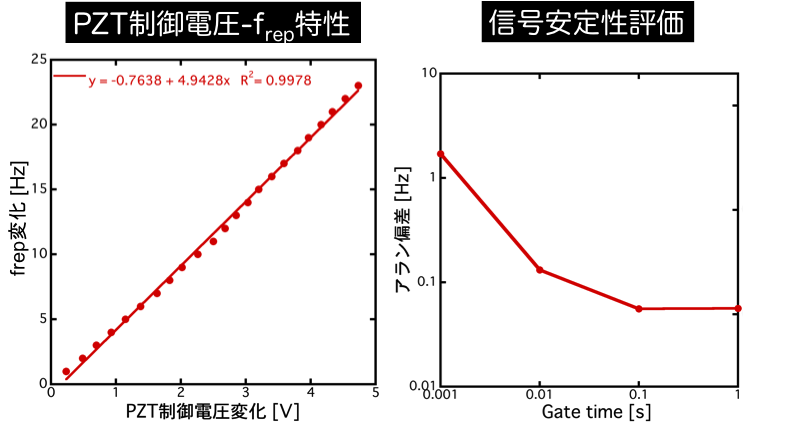 PZT制御電圧-frep特性
信号安定性評価
25
20
15
10
5
0
y = -0.7638 + 4.9428x R2= 0.9978
frep変化 [Hz]
0 1 2 3 4 5
PZT制御電圧変化 [V]
10
1
0.1
0.01
アラン偏差 [Hz]
0.001 0.01 0.1 1
Gate time [s]